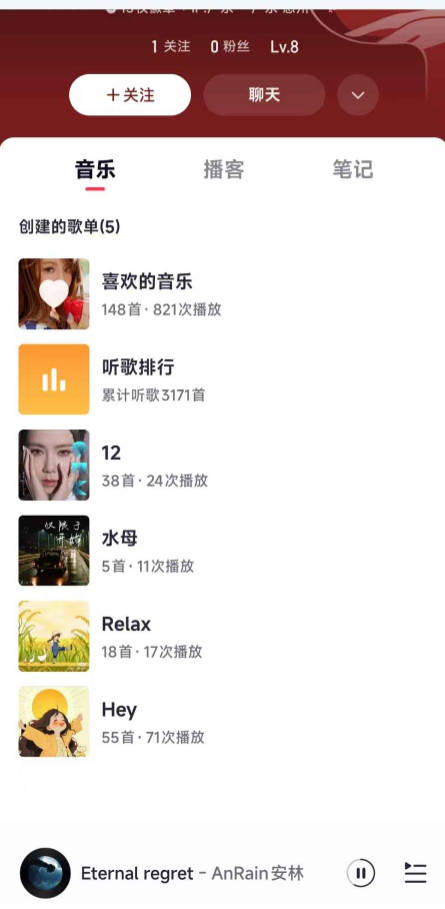 1 关注 0 粉丝 Lv.8
+关注 聊天
音乐 播客 笔记
创建的歌单(5)
喜欢的音乐
148首 · 821次播放
听歌排行
累计听歌3171首
12
38首 · 24次播放
仅限于
开始
水母
5首 · 11次播放
Relax
18首 · 17次播放
Hey
55首 · 71次播放
Eternal regret - AnRain安林